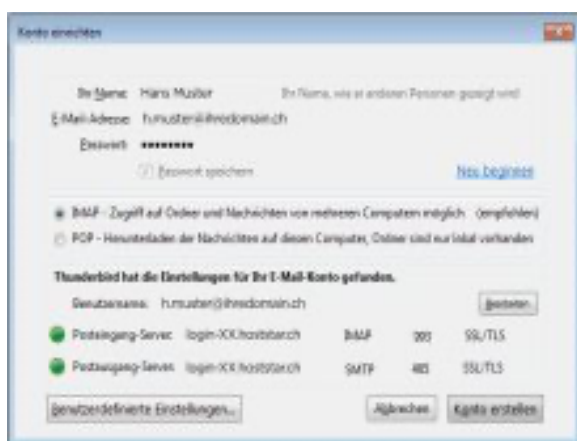 Konto einrichten
Ihr Name: Hans Muster Ihr Name, wie er anderen Personen gezeigt wird
E-Mail-Adresse: h.muster@ihredomain.ch
Passwort: ••••••••
Passwort speichern
Neu beginnen
IMAP - Zugriff auf Ordner und Nachrichten von mehreren Computern möglich (empfohlen)
POP - Herunterladen der Nachrichten auf diesen Computer, Ordner sind nur lokal vorhanden
Thunderbird hat die Einstellungen für Ihr E-Mail-Konto gefunden.
Benutzername: h.muster@ihredomain.ch Bearbeiten
Posteingang-Server: login-XX.hoststar.ch IMAP 993 SSL/TLS
Postausgang-Server: login-XX.hoststar.ch SMTP 465 SSL/TLS
Benutzerdefinierte Einstellungen... Abbrechen Konto erstellen